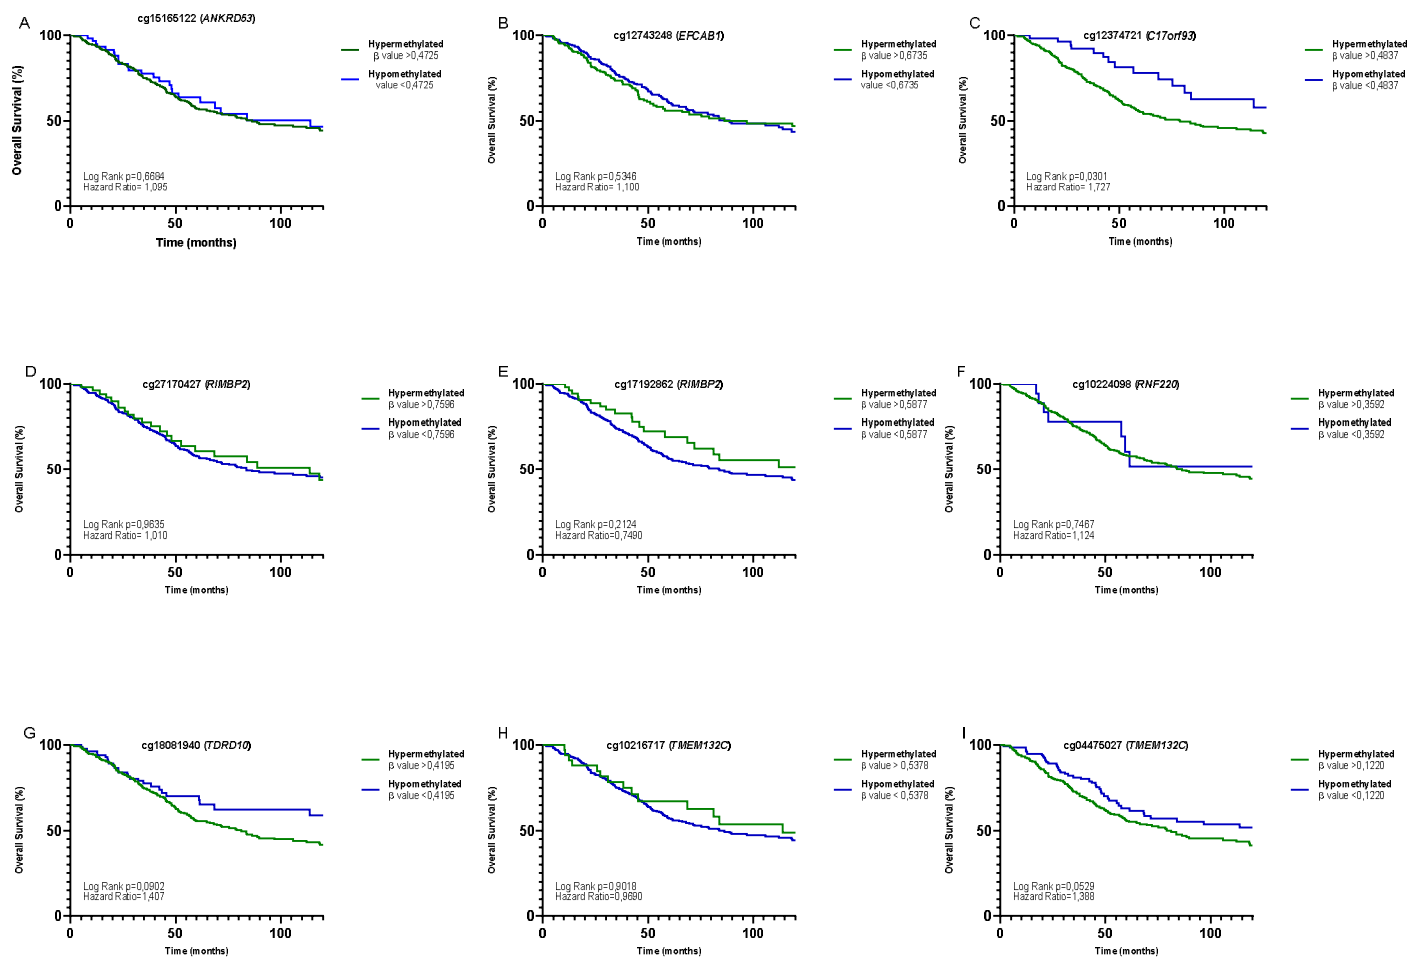 A
cg15165122 (ANKRD53)
Hypermethylated
β value >0,4725
Hypomethylated
value <0,4725
100
50
0
Overall Survival (%)
Log Rank p=0,6684
Hazard Ratio= 1,095
0 50 100
Time (months)
B
cg12743248 (EFCAB1)
Hypermethylated
β value >0,6735
Hypomethylated
value <0,6735
100
50
0
Overall Survival (%)
Log Rank p=0,5346
Hazard Ratio= 1,100
0 50 100
Time (months)
C
cg12374721 (C17orf93)
Hypermethylated
β value >0,4837
Hypomethylated
β value <0,4837
100
50
0
Overall Survival (%)
Log Rank p=0,0301
Hazard Ratio= 1,727
0 50 100
Time (months)
D
cg27170427 (RIMBP2)
Hypermethylated
β value >0,7596
Hypomethylated
β value <0,7596
100
50
0
Overall Survival (%)
Log Rank p=0,9635
Hazard Ratio= 1,010
0 50 100
Time (months)
E
cg17192862 (RIMBP2)
Hypermethylated
β value >0,5877
Hypomethylated
β value <0,5877
100
50
0
Overall Survival (%)
Log Rank p=0,2124
Hazard Ratio=0,7490
0 50 100
Time (months)
F
cg10224098 (RNF220)
Hypermethylated
β value >0,3592
Hypomethylated
β value <0,3592
100
50
0
Overall Survival (%)
Log Rank p=0,7467
Hazard Ratio=1,124
0 50 100
Time (months)
G
cg18081940 (TDRD10)
Hypermethylated
β value >0,4195
Hypomethylated
β value <0,4195
100
50
0
Overall Survival (%)
Log Rank p=0,0902
Hazard Ratio=1,407
0 50 100
Time (months)
H
cg10216717 (TMEM132C)
Hypermethylated
β value > 0,5378
Hypomethylated
β value < 0,5378
100
50
0
Overall Survival (%)
Log Rank p=0,9018
Hazard Ratio=0,9690
0 50 100
Time (months)
I
cg04475027 (TMEM132C)
Hypermethylated
β value >0,1220
Hypomethylated
β value <0,1220
100
50
0
Overall Survival (%)
Log Rank p=0,0529
Hazard Ratio=1,388
0 50 100
Time (months)